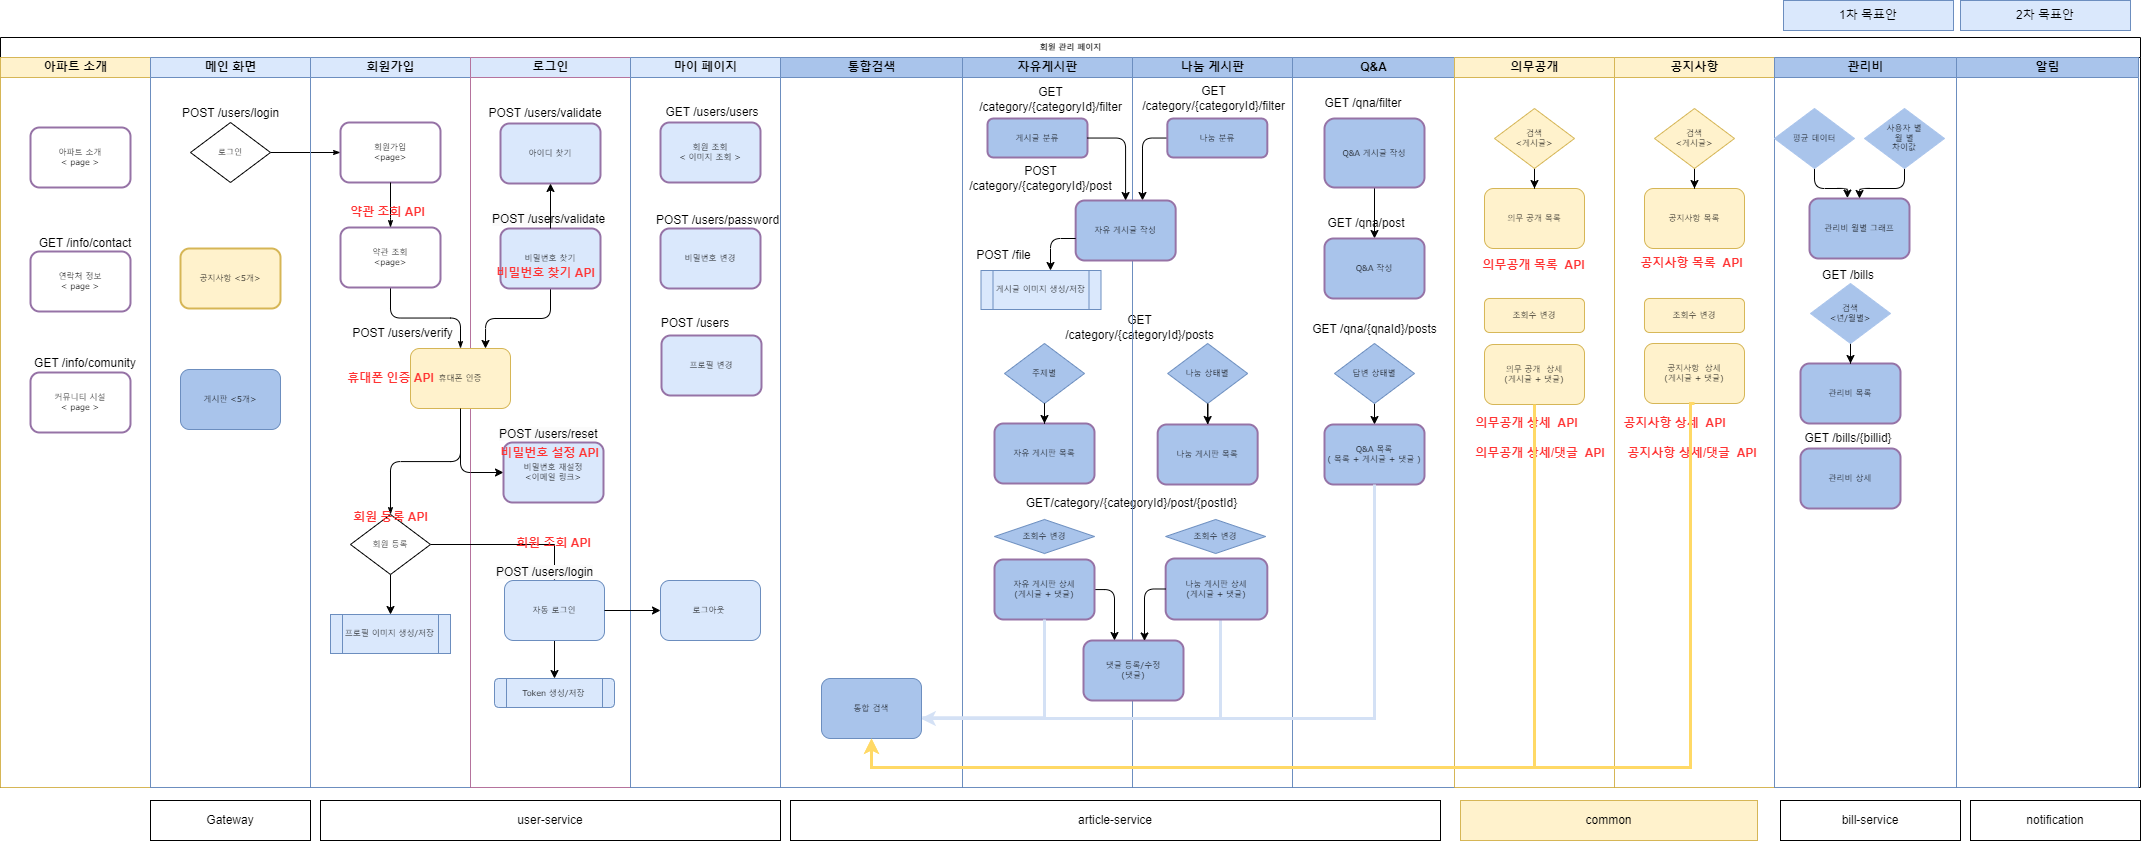 1차 목표안
2차 목표안
회원 관리 페이지
아파트 소개
메인 화면
회원가입
로그인
마이 페이지
통합검색
자유게시판
나눔 게시판
Q&A
의무공개
공지사항
관리비
알림
아파트 소개
< page >
GET /info/contact
연락처 정보
< page >
GET /info/comunity
커뮤니티 시설
< page >
POST /users/login
로그인
공지사항 <5개>
게시판 <5개>
회원가입
<page>
약관 조회 API
약관 조회
<page>
POST /users/verify
휴대폰 인증 API
휴대폰 인증
회원 등록 API
회원 등록
프로필 이미지 생성/저장
POST /users/validate
아이디 찾기
POST /users/validate
비밀번호 찾기
비밀번호 찾기 API
POST /users/reset
비밀번호 설정 API
비밀번호 재설정
<이메일 링크>
회원 조회 API
POST /users/login
자동 로그인
Token 생성/저장
GET /users/users
회원 조회
< 이미지 조회 >
POST /users/password
비밀번호 변경
POST /users
프로필 변경
로그아웃
통합 검색
GET
/category/{categoryId}/filter
게시글 분류
POST
/category/{categoryId}/post
자유 게시글 작성
POST /file
게시글 이미지 생성/저장
GET
/category/{categoryId}/posts
주제별
자유 게시판 목록
GET/category/{categoryId}/post/{postId}
조회수 변경
자유 게시판 상세
(게시글 + 댓글)
댓글 등록/수정
(댓글)
GET
/category/{categoryId}/filter
나눔 분류
나눔 상태별
나눔 게시판 목록
조회수 변경
나눔 게시판 상세
(게시글 + 댓글)
GET /qna/filter
Q&A 게시글 작성
GET /qna/post
Q&A 작성
GET /qna/{qnaId}/posts
답변 상태별
Q&A 목록
( 목록 + 게시글 + 댓글 )
검색
<게시글>
의무 공개 목록
의무공개 목록 API
조회수 변경
의무 공개 상세
(게시글 + 댓글)
의무공개 상세 API
의무공개 상세/댓글 API
검색
<게시글>
공지사항 목록
공지사항 목록 API
조회수 변경
공지사항 상세
(게시글 + 댓글)
공지사항 상세 API
공지사항 상세/댓글 API
평균 데이터
사용자 별
월 별
차이값
관리비 월별 그래프
GET /bills
검색
<년/월별>
관리비 목록
GET /bills/{billid}
관리비 상세
Gateway
user-service
article-service
common
bill-service
notification